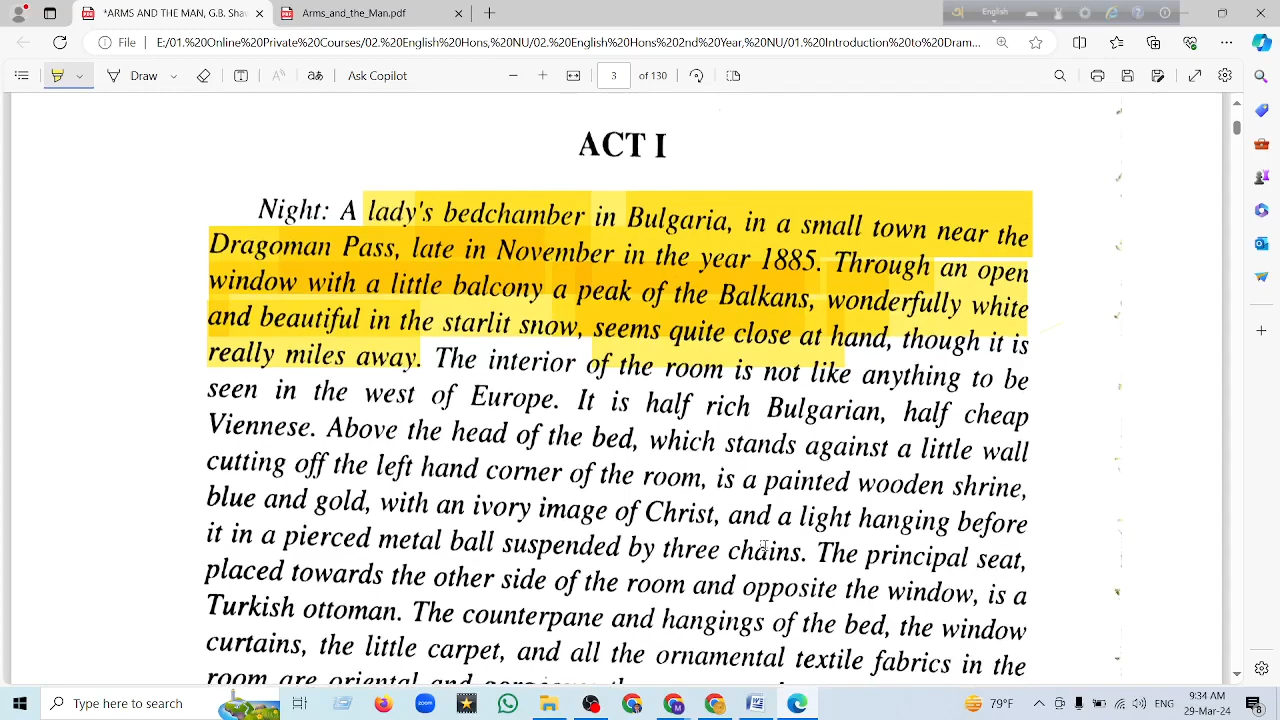 *ARMS AND THE MAN, G.B. Shaw
Arms_and_the_Man.pdf
English
File
E:/01.%20Online%20Private%20Courses/02.%20English%20Hons,%20NU/02.%20English%20Hons,%202nd%20Year,%20NU/01.%20Introduction%20to%20Dram...
Draw
Ask Copilot
3 of 130
ACT I
Night: A lady's bedchamber in Bulgaria, in a small town near the
Dragoman Pass, late in November in the year 1885. Through an open
window with a little balcony a peak of the Balkans, wonderfully white
and beautiful in the starlit snow, seems quite close at hand, though it is
really miles away. The interior of the room is not like anything to be
seen in the west of Europe. It is half rich Bulgarian, half cheap
Viennese. Above the head of the bed, which stands against a little wall
cutting off the left hand corner of the room, is a painted wooden shrine,
blue and gold, with an ivory image of Christ, and a light hanging before
it in a pierced metal ball suspended by three chains. The principal seat,
placed towards the other side of the room and opposite the window, is a
Turkish ottoman. The counterpane and hangings of the bed, the window
curtains, the little carpet, and all the ornamental textile fabrics in the
room are oriental and
Type here to search
zoom
79°F
9:34 AM